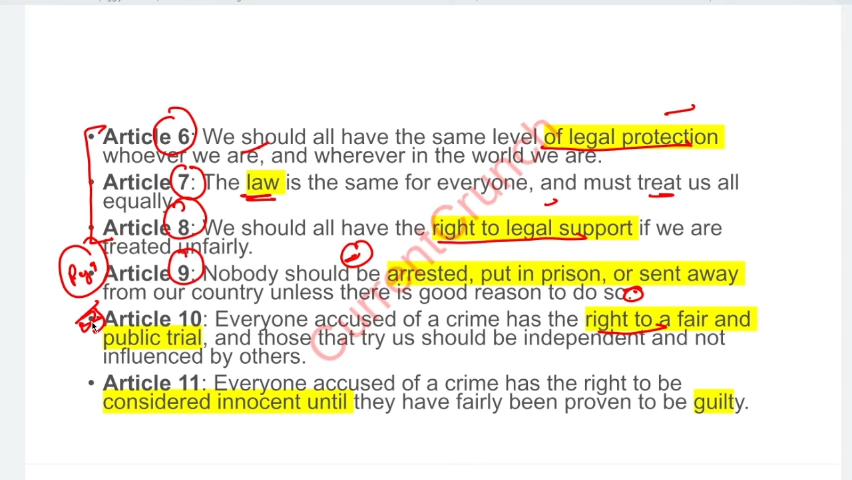 • Article 6: We should all have the same level of legal protection
whoever we are, and wherever in the world we are.
• Article 7: The law is the same for everyone, and must treat us all
equally.
• Article 8: We should all have the right to legal support if we are
treated unfairly.
• Article 9: Nobody should be arrested, put in prison, or sent away
from our country unless there is good reason to do so.
• Article 10: Everyone accused of a crime has the right to a fair and
public trial, and those that try us should be independent and not
influenced by others.
• Article 11: Everyone accused of a crime has the right to be
considered innocent until they have fairly been proven to be guilty.
CurrentCrunch